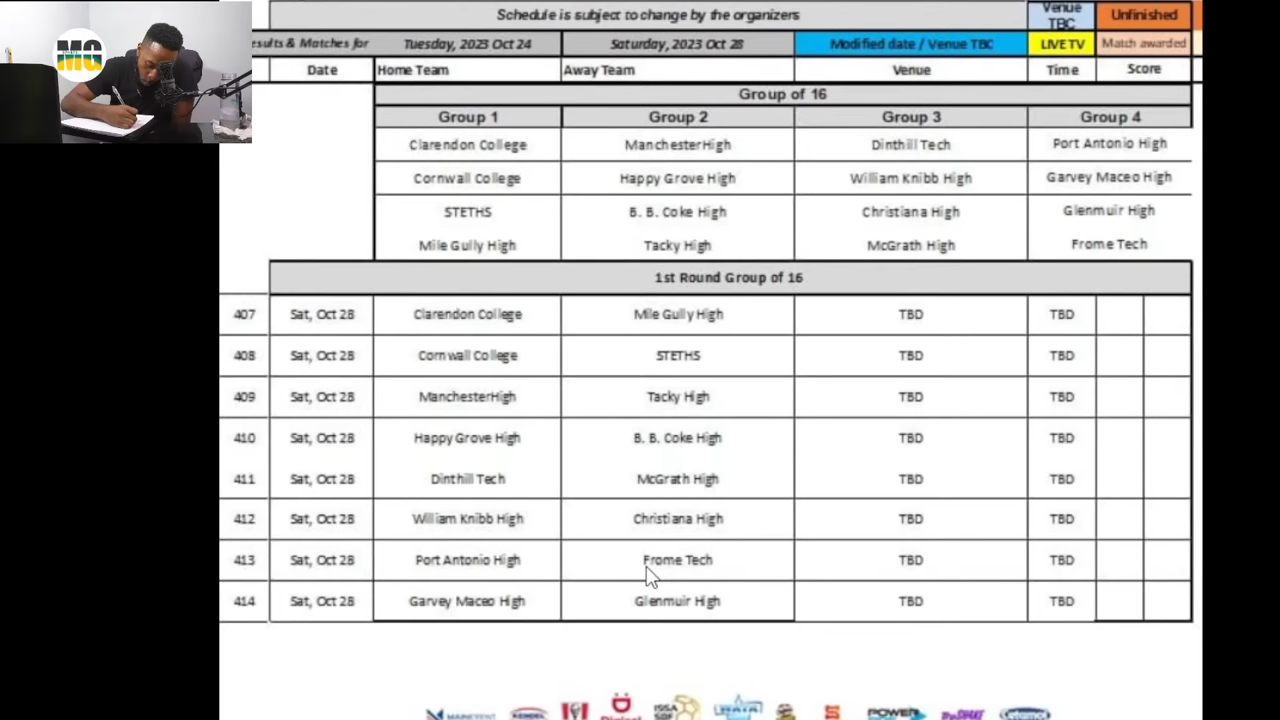 MG
Schedule is subject to change by the organizers
Venue TBC
Unfinished
esults & Matches for Tuesday, 2023 Oct 24 Saturday, 2023 Oct 28 Modified date / Venue TBC LIVE TV Match awarded
Date Home Team Away Team Venue Time Score
Group of 16
Group 1 Group 2 Group 3 Group 4
Clarendon College ManchesterHigh Dinthill Tech Port Antonio High
Cornwall College Happy Grove High William Knibb High Garvey Maceo High
STETHS B. B. Coke High Christiana High Glenmuir High
Mile Gully High Tacky High McGrath High Frome Tech
1st Round Group of 16
407 Sat, Oct 28 Clarendon College Mile Gully High TBD TBD
408 Sat, Oct 28 Cornwall College STETHS TBD TBD
409 Sat, Oct 28 ManchesterHigh Tacky High TBD TBD
410 Sat, Oct 28 Happy Grove High B. B. Coke High TBD TBD
411 Sat, Oct 28 Dinthill Tech McGrath High TBD TBD
412 Sat, Oct 28 William Knibb High Christiana High TBD TBD
413 Sat, Oct 28 Port Antonio High Frome Tech TBD TBD
414 Sat, Oct 28 Garvey Maceo High Glenmuir High TBD TBD
KFC Digicel ISSA POWER